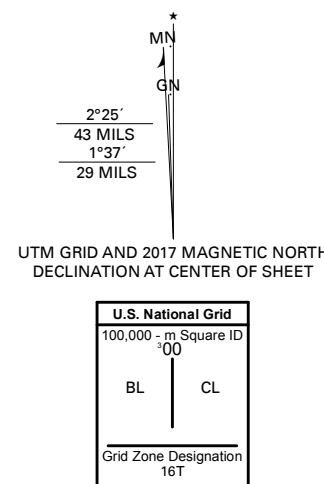 ★
MN
GN
2°25´
43 MILS
1°37´
29 MILS
UTM GRID AND 2017 MAGNETIC NORTH
DECLINATION AT CENTER OF SHEET
U.S. National Grid
100,000 - m Square ID
³00
BL CL
Grid Zone Designation
16T